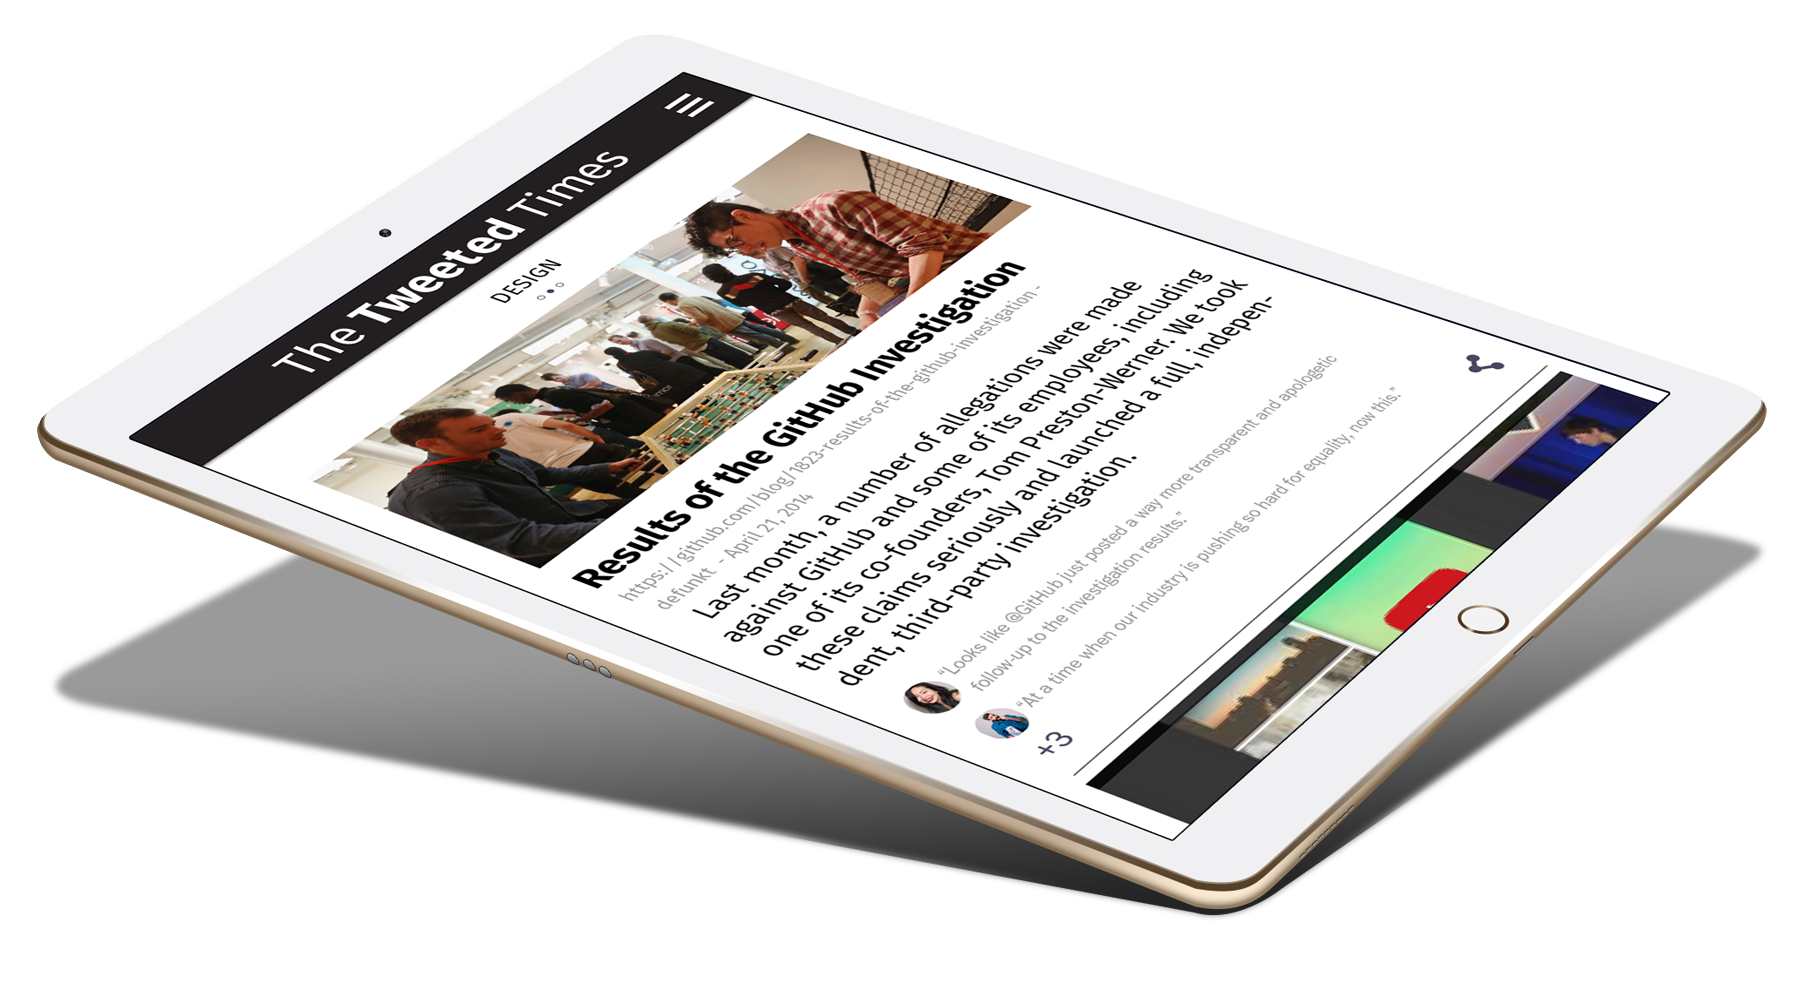 The Tweeted Times
DESIGN
Results of the GitHub Investigation
https://github.com/blog/1823-results-of-the-github-investigation -
defunkt - April 21, 2014
Last month, a number of allegations were made
against GitHub and some of its employees, including
one of its co-founders, Tom Preston-Werner. We took
these claims seriously and launched a full, indepen-
dent, third-party investigation.
“Looks like @GitHub just posted a way more transparent and apologetic
follow-up to the investigation results.”
“At a time when our industry is pushing so hard for equality, now this.”
+3